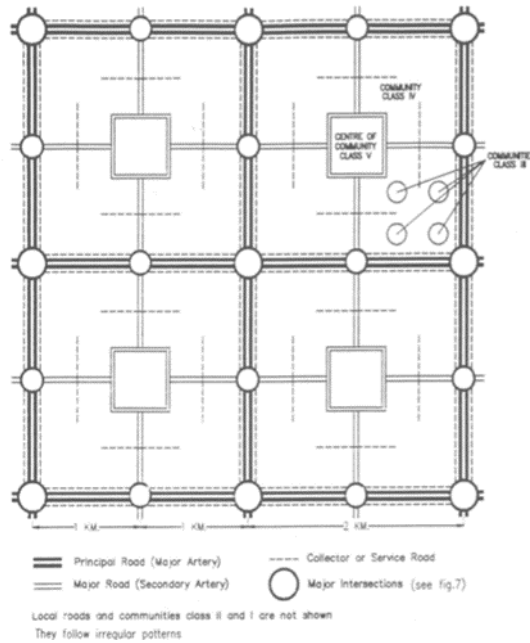 COMMUNITY
CLASS IV
CENTRE OF
COMMUNITY
CLASS V
COMMUNITIE
CLASS III
1 KM.
1 KM.
2 KM.
Principal Road (Major Artery)
Collector or Service Road
Major Road (Secondary Artery)
Major Intersections (see fig.7)
Local roads and communities class II and I are not shown
They follow irregular patterns